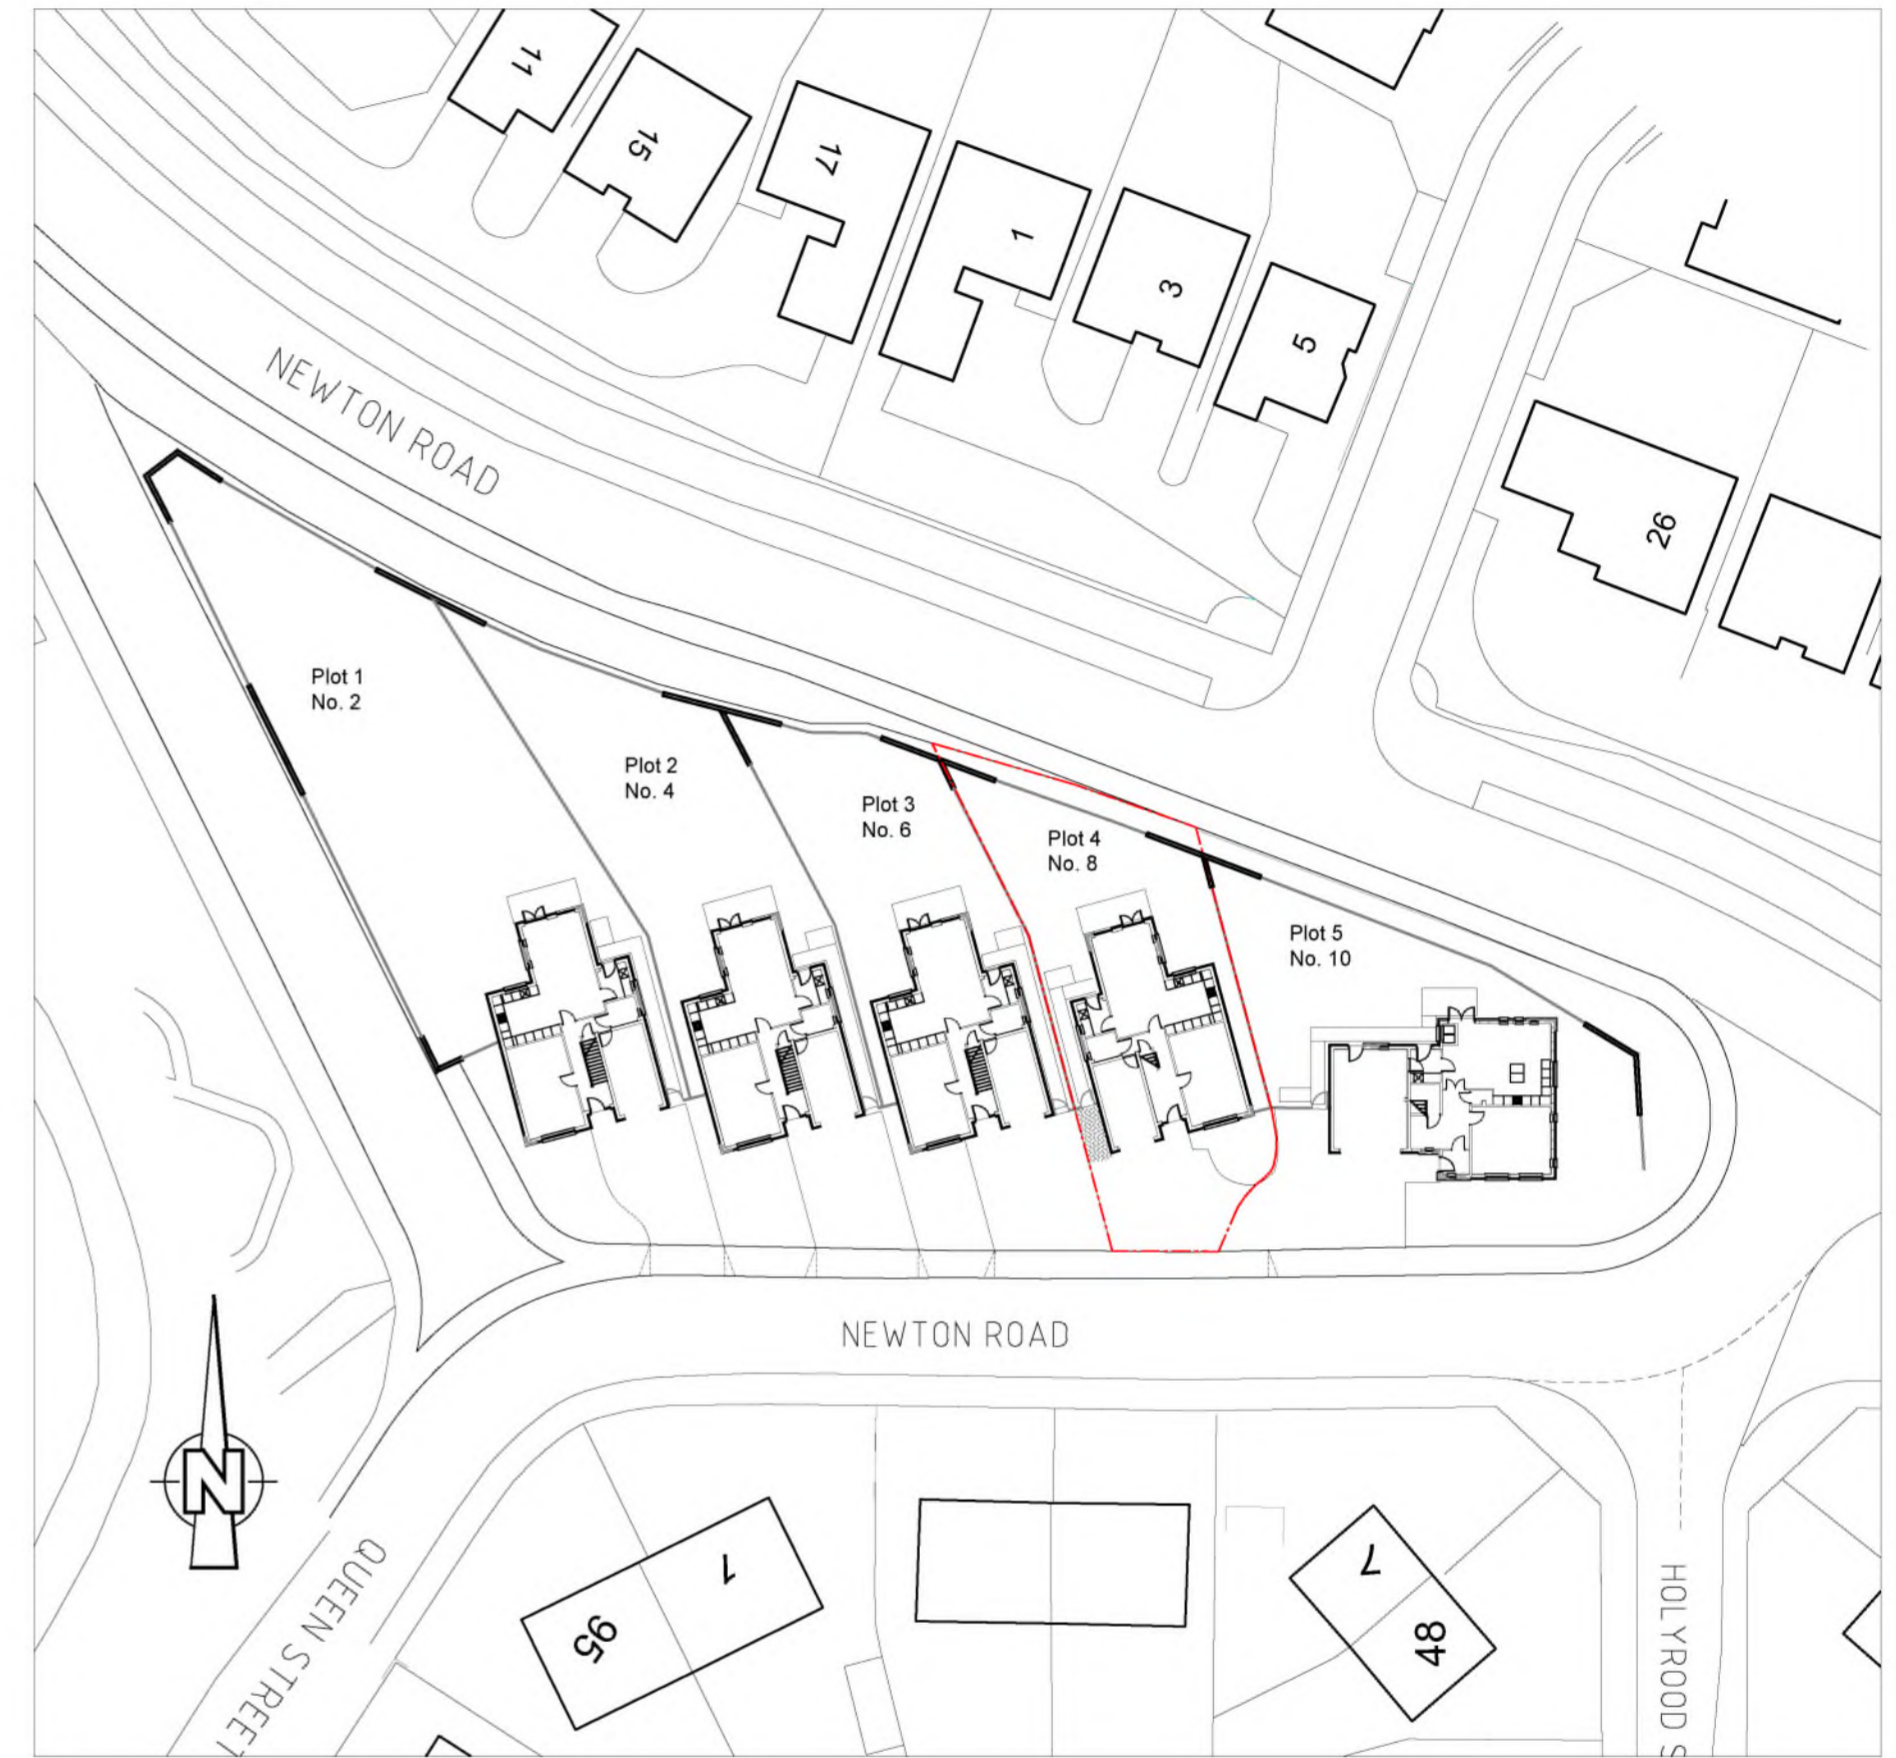 11
15
17
1
3
5
26
NEWTON ROAD
Plot 1
No. 2
Plot 2
No. 4
Plot 3
No. 6
Plot 4
No. 8
Plot 5
No. 10
NEWTON ROAD
N
QUEEN STREET
95
1
7
48
HOLYROOD S